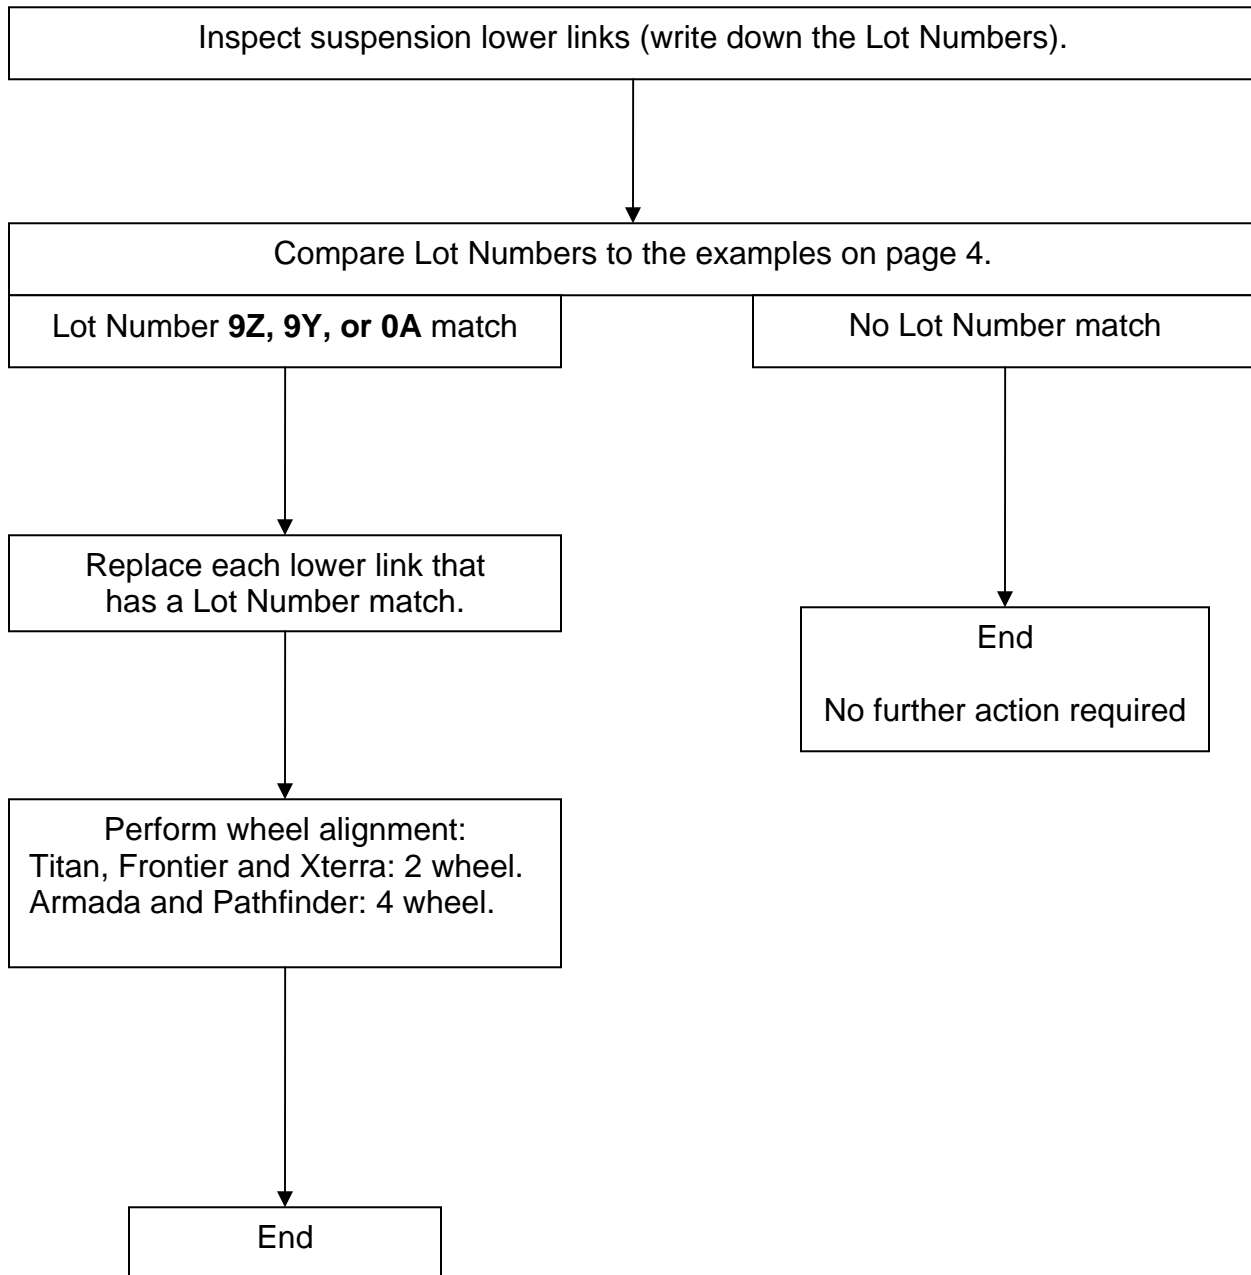 Inspect suspension lower links (write down the Lot Numbers).
Compare Lot Numbers to the examples on page 4.
Lot Number 9Z, 9Y, or 0A match
No Lot Number match
Replace each lower link that
has a Lot Number match.
End
No further action required
Perform wheel alignment:
Titan, Frontier and Xterra: 2 wheel.
Armada and Pathfinder: 4 wheel.
End